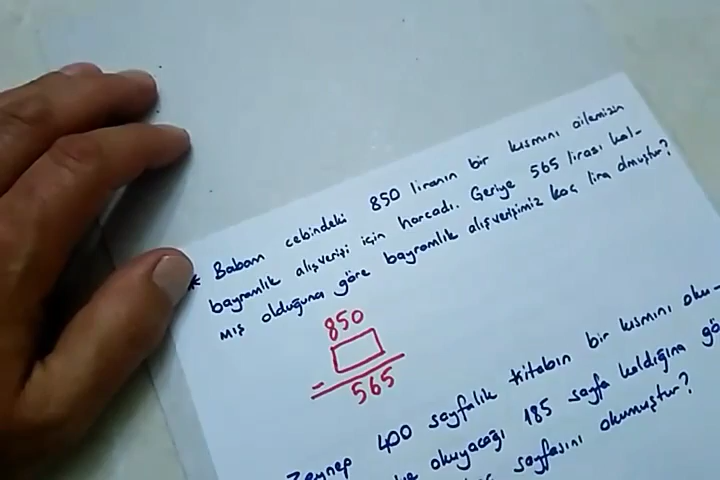 * Babam cebindeki 850 liranın bir kısmını ailemizin
bayramlık alışverişi için harcadı. Geriye 565 lirası kal-
mış olduğuna göre bayramlık alışverişimiz kaç lira olmuştur?
850
-
565
Zeynep 400 sayfalık kitabın bir kısmını oku-
okuyacağı 185 sayfa kaldığına gö
sayfasını okumuştur?